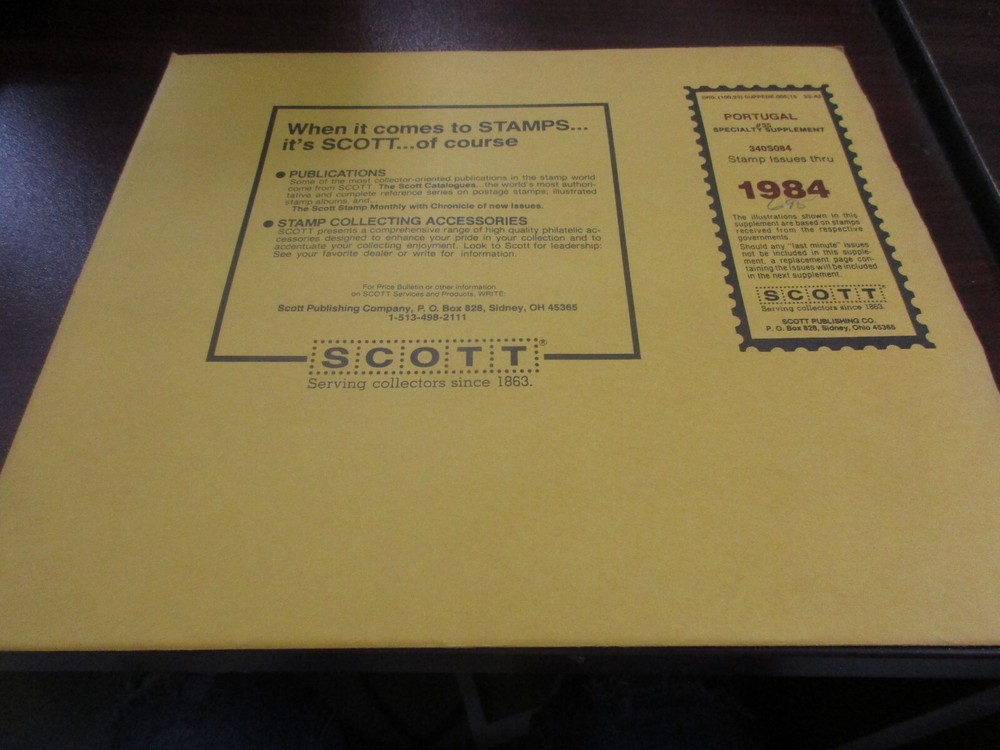 When it comes to STAMPS...
it's SCOTT...of course
● PUBLICATIONS
Some of the most collector-oriented publications in the stamp world
come from SCOTT. The Scott Catalogues... the world's most authori-
tative and complete reference series on postage stamps; illustrated
stamp albums, and
The Scott Stamp Monthly with Chronicle of new Issues.
● STAMP COLLECTING ACCESSORIES
SCOTT presents a comprehensive range of high quality philatelic ac-
cessories designed to enhance your pride in your collection and to
accentuate your collecting enjoyment. Look to Scott for leadership:
See your favorite dealer or write for information.
For Price Bulletin or other information
on SCOTT Services and Products, WRITE:
Scott Publishing Company, P. O. Box 828, Sidney, OH 45365
1-513-498-2111
SCOTT®
Serving collectors since 1863.
PORTUGAL
SPECIALTY SUPPLEMENT
340S084
Stamp Issues thru
1984
6.95
The illustrations shown in this
supplement are based on stamps
received from the respective
governments.
Should any "last minute" issues
not be included in this supple-
ment, a replacement page con-
taining the issues will be included
in the next supplement.
SCOTT®
Serving collectors since 1863.
SCOTT PUBLISHING CO.
P. O. Box 828, Sidney, Ohio 45365